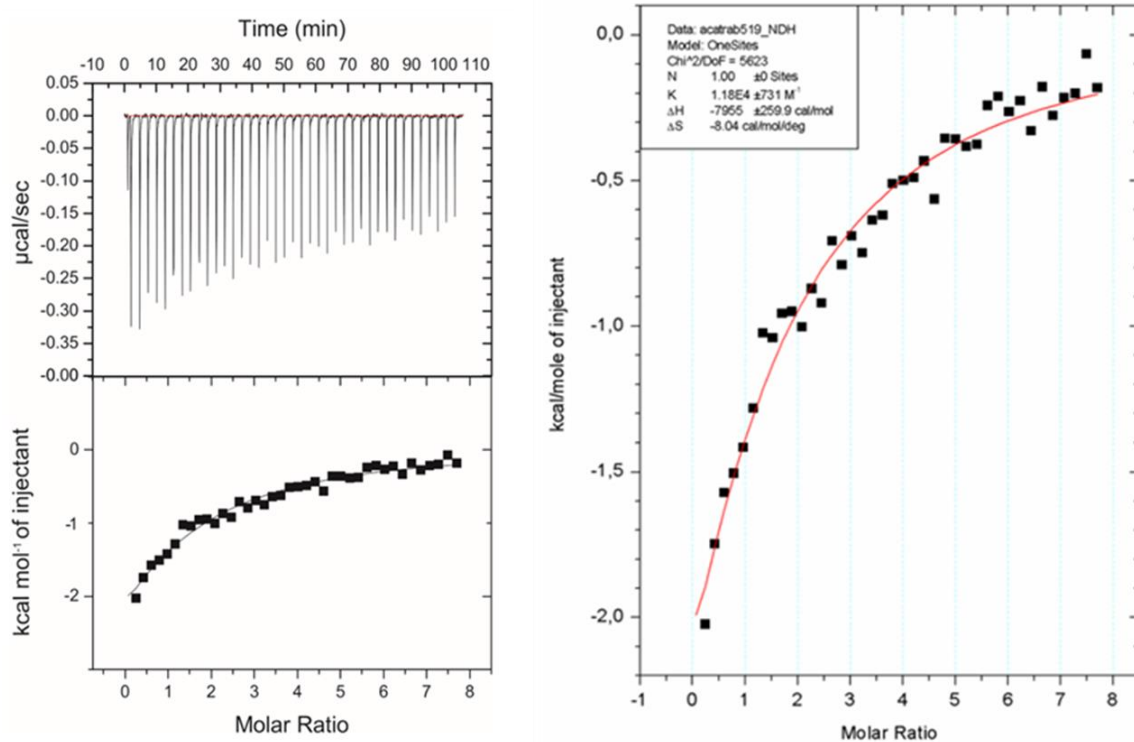 Time (min)
-10 0 10 20 30 40 50 60 70 80 90 100 110
0.05
0.00
-0.05
-0.10
-0.15
-0.20
-0.25
-0.30
-0.35
-0.00
µcal/sec
0
-1
-2
kcal mol⁻¹ of injectant
0 1 2 3 4 5 6 7 8
Molar Ratio
Data: acatrab519_NDH
Model: OneSites
Chi^2/DoF = 5623
N 1.00 ±0 Sites
K 1.18E4 ±731 M⁻¹
ΔH -7955 ±259.9 cal/mol
ΔS -8.04 cal/mol/deg
0,0
-0,5
-1,0
-1,5
-2,0
kcal/mole of injectant
-1 0 1 2 3 4 5 6 7 8
Molar Ratio